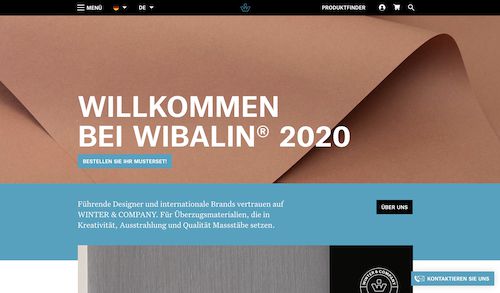 MENÜ
DE
PRODUKTFINDER
WILLKOMMEN
BEI WIBALIN® 2020
BESTELLEN SIE IHR MUSTERSET!
Führende Designer und internationale Brands vertrauen auf
WINTER & COMPANY. Für Überzugsmaterialien, die in
Kreativität, Ausstrahlung und Qualität Massstäbe setzen.
ÜBER UNS
WINTER & COMPANY
KONTAKTIEREN SIE UNS